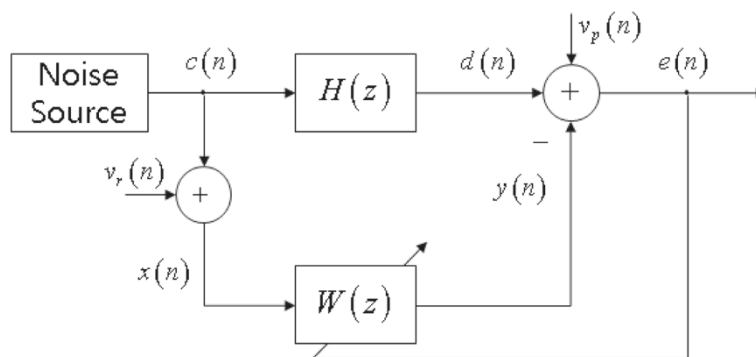 v_p(n)
Noise Source
c(n)
H(z)
d(n)
+
e(n)
−
v_r(n)
+
y(n)
x(n)
W(z)